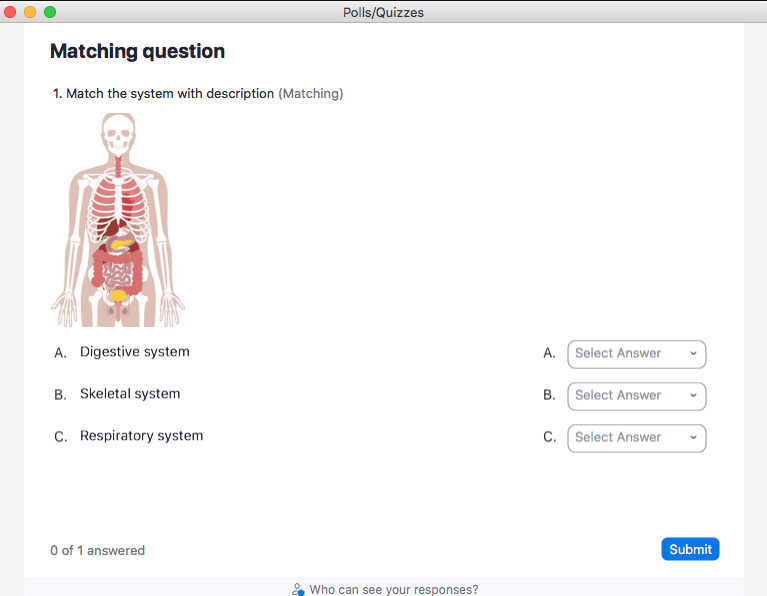 Polls/Quizzes
Matching question
1. Match the system with description (Matching)
A. Digestive system A. Select Answer
B. Skeletal system B. Select Answer
C. Respiratory system C. Select Answer
0 of 1 answered Submit
Who can see your responses?